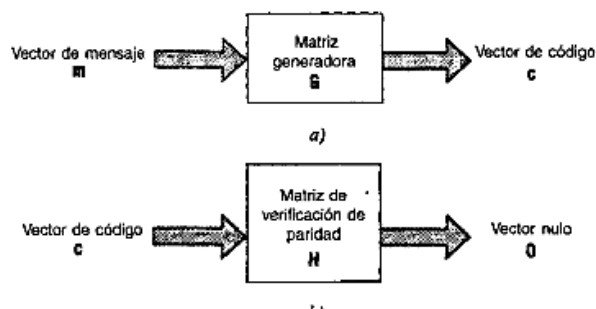 Vector de mensaje
m
Matriz
generadora
G
Vector de código
c
a)
Vector de código
c
Matriz de
verificación de
paridad
H
Vector nulo
0